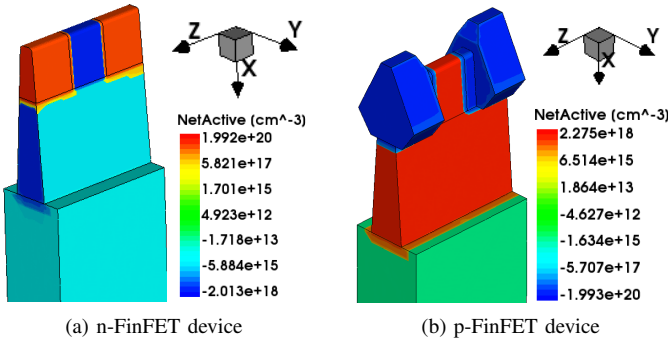 Z Y
X
NetActive (cm^-3)
1.992e+20
5.821e+17
1.701e+15
4.923e+12
-1.718e+13
-5.884e+15
-2.013e+18
(a) n-FinFET device
Z Y
X
NetActive (cm^-3)
2.275e+18
6.514e+15
1.864e+13
-4.627e+12
-1.634e+15
-5.707e+17
-1.993e+20
(b) p-FinFET device